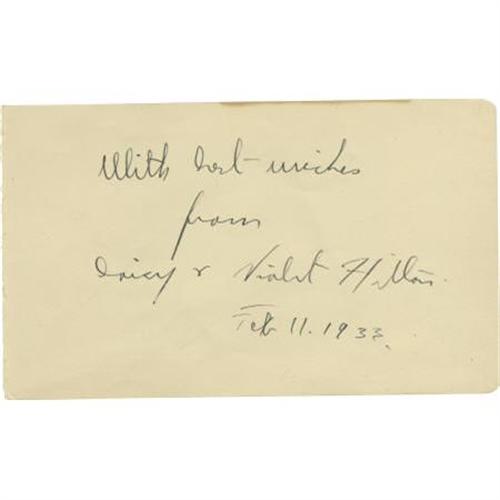 With best wishes
from
Daisy & Violet Hilton.
Feb 11. 1933.